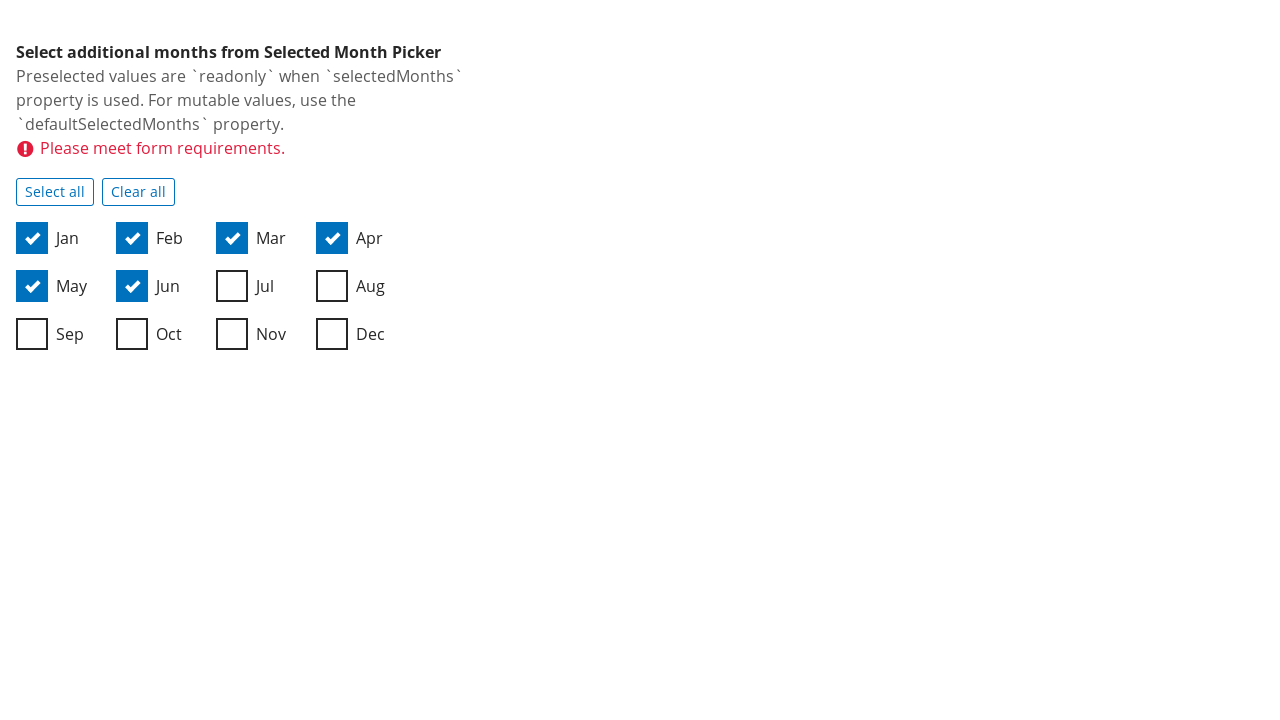 Select additional months from Selected Month Picker
Preselected values are `readonly` when `selectedMonths`
property is used. For mutable values, use the
`defaultSelectedMonths` property.
Please meet form requirements.
Select all Clear all
Jan Feb Mar Apr
May Jun Jul Aug
Sep Oct Nov Dec